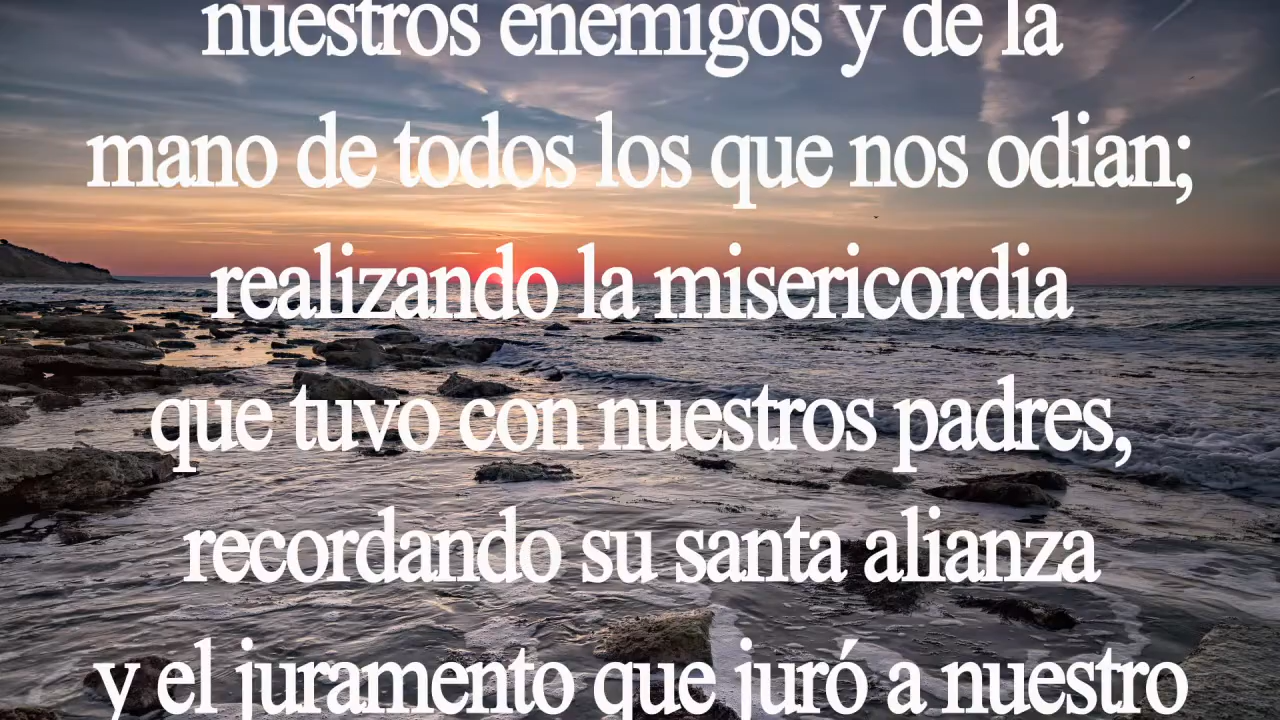 nuestros enemigos y de la
mano de todos los que nos odian;
realizando la misericordia
que tuvo con nuestros padres,
recordando su santa alianza
y el juramento que juró a nuestro